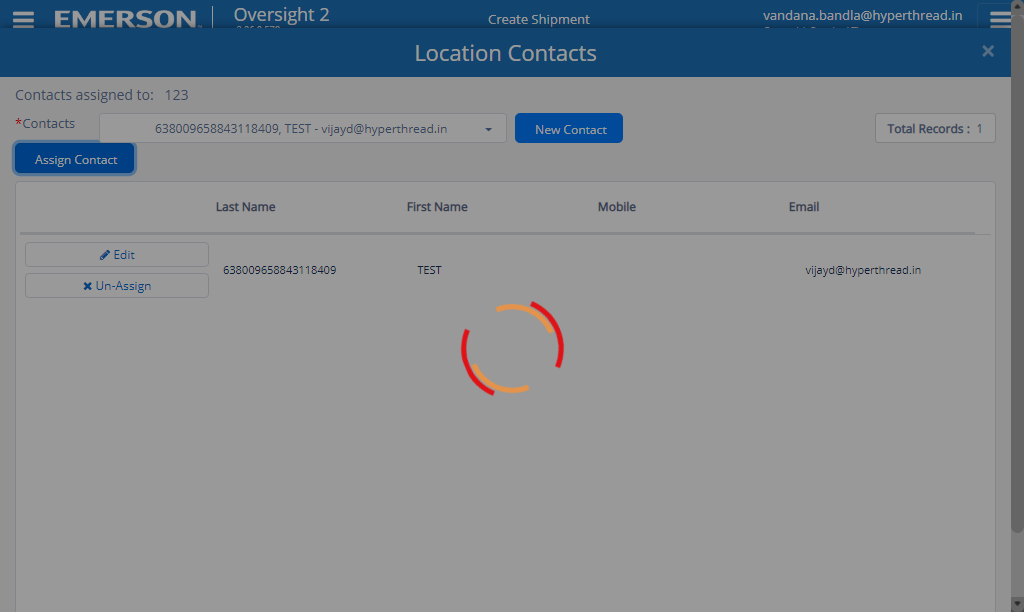 EMERSON Oversight 2 Create Shipment vandana.bandla@hyperthread.in
Location Contacts ×
Contacts assigned to: 123
*Contacts 638009658843118409, TEST - vijayd@hyperthread.in New Contact Total Records : 1
Assign Contact
Last Name First Name Mobile Email
Edit
638009658843118409 TEST vijayd@hyperthread.in
Un-Assign